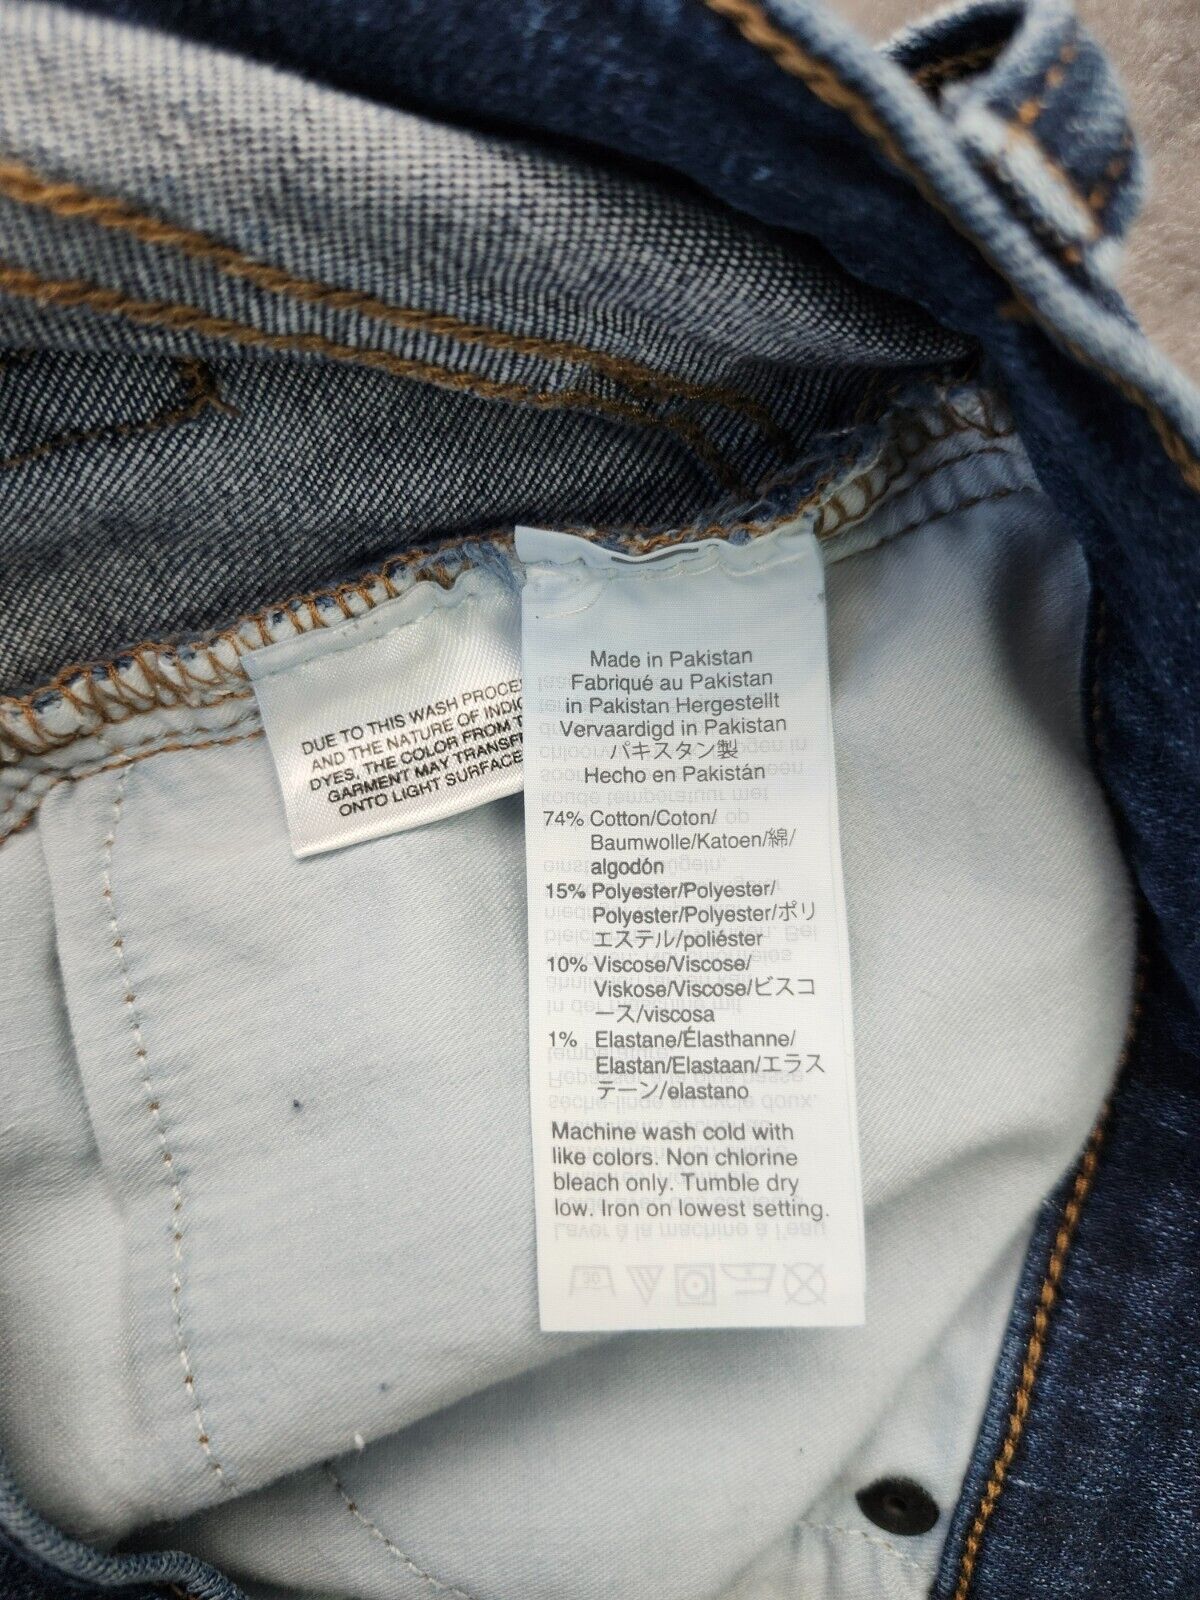 DUE TO THIS WASH
AND THE NATURE OF
DYES, THE COLOR FROM
GARMENT MAY
ONTO LIGHT
Made in Pakistan
Fabriqué au Pakistan
in Pakistan Hergestellt
Vervaardigd in Pakistan
パキスタン製
Hecho en Pakistán
74% Cotton/Coton/
Baumwolle/Katoen/綿/
algodón
15% Polyester/Polyester/
Polyester/Polyester/ポリ
エステル/poliéster
10% Viscose/Viscose/
Viskose/Viscose/ビスコ
ース/viscosa
1% Elastane/Élasthanne/
Elastan/Elastaan/エラス
テーン/elastano
Machine wash cold with
like colors. Non chlorine
bleach only. Tumble dry
low. Iron on lowest setting.